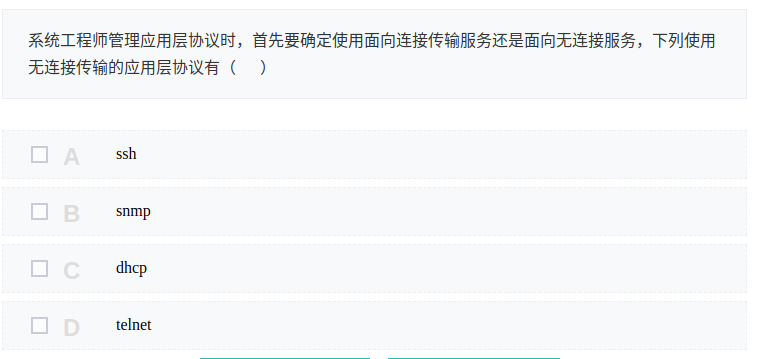 系统工程师管理应用层协议时，首先要确定使用面向连接传输服务还是面向无连接服务，下列使用
无连接传输的应用层协议有（　）
A ssh
B snmp
C dhcp
D telnet